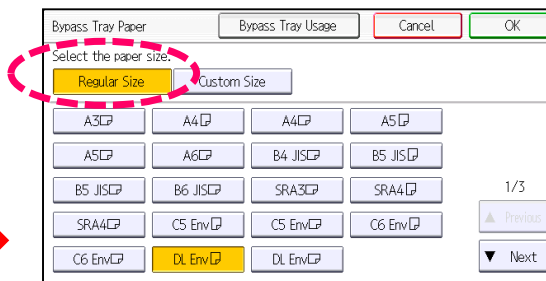 Bypass Tray Paper Bypass Tray Usage Cancel OK
Select the paper size.
Regular Size Custom Size
A3 A4 A4 A5
A5 A6 B4 JIS B5 JIS
B5 JIS B6 JIS SRA3 SRA4
1/3
SRA4 C5 Env C5 Env C6 Env
▲ Previous
C6 Env DL Env DL Env
▼ Next